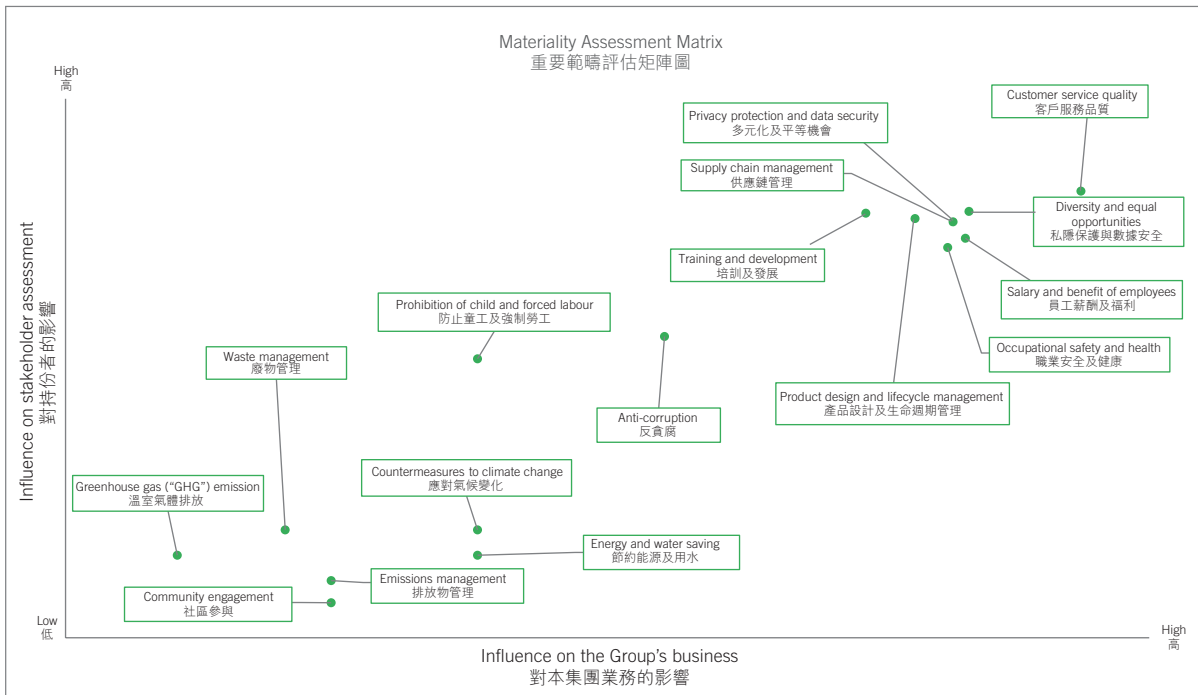 Materiality Assessment Matrix
重要範疇評估矩陣圖
High
高
Customer service quality
客戶服務品質
Privacy protection and data security
多元化及平等機會
Supply chain management
供應鏈管理
Diversity and equal
opportunities
私隱保護與數據安全
Training and development
培訓及發展
Salary and benefit of employees
員工薪酬及福利
Prohibition of child and forced labour
防止童工及強制勞工
Occupational safety and health
職業安全及健康
Waste management
廢物管理
Product design and lifecycle management
產品設計及生命週期管理
Anti-corruption
反貪腐
Influence on stakeholder assessment
對持份者的影響
Countermeasures to climate change
應對氣候變化
Greenhouse gas (“GHG”) emission
溫室氣體排放
Energy and water saving
節約能源及用水
Emissions management
排放物管理
Community engagement
社區參與
Low
低
High
高
Influence on the Group’s business
對本集團業務的影響